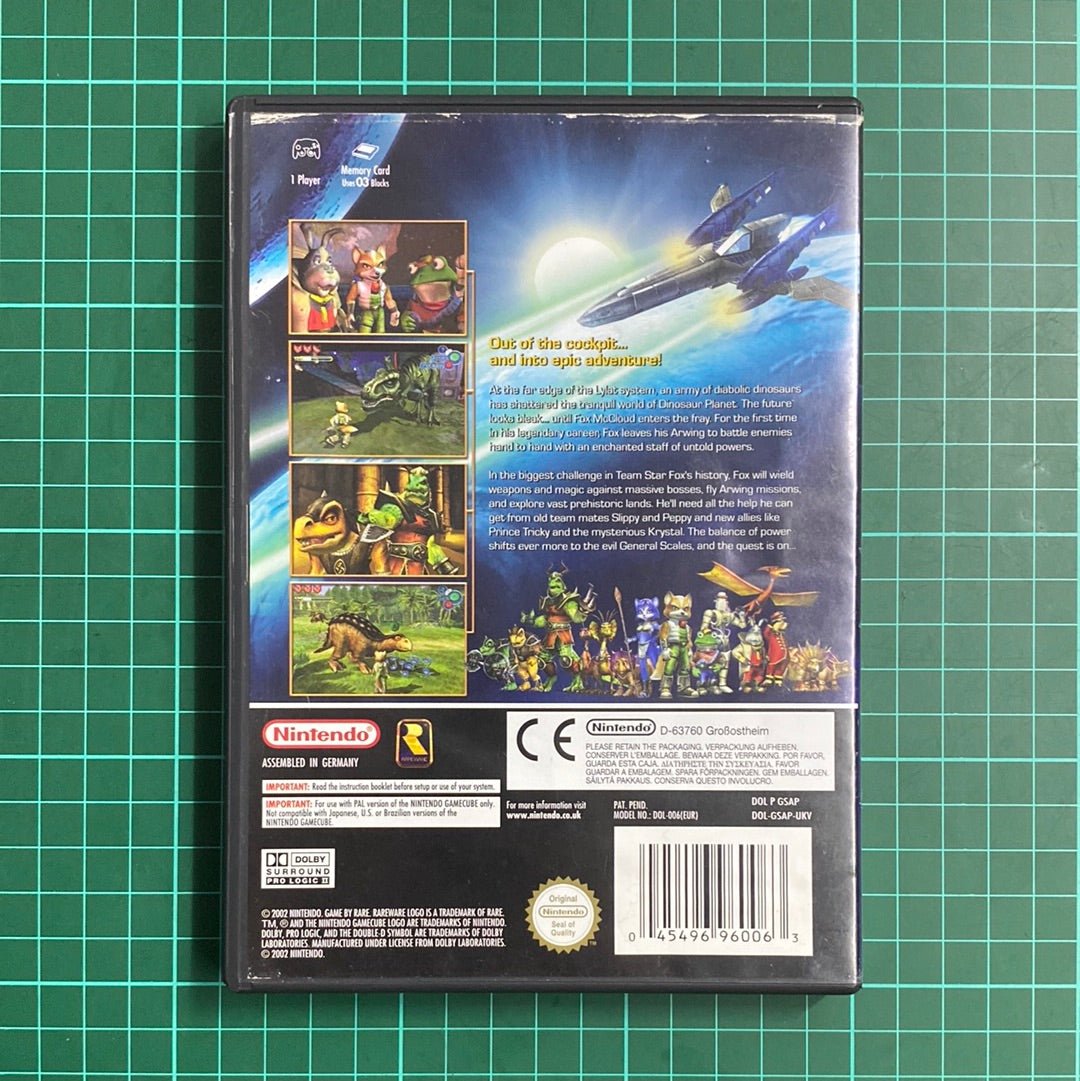 1 Player
Memory Card
Uses 03 Blocks
Out of the cockpit...
and into epic adventure!
At the far edge of the Lylat system, an army of diabolic dinosaurs
has shattered the tranquil world of Dinosaur Planet. The future
looks bleak... until Fox McCloud enters the fray. For the first time
in his legendary career, Fox leaves his Arwing to battle enemies
hand to hand with an enchanted staff of untold powers.
In the biggest challenge in Team Star Fox's history, Fox will wield
weapons and magic against massive bosses, fly Arwing missions,
and explore vast prehistoric lands. He'll need all the help he can
get from old team mates Slippy and Peppy and new allies like
Prince Tricky and the mysterious Krystal. The balance of power
shifts ever more to the evil General Scales, and the quest is on...
Nintendo
R
RAREWARE
ASSEMBLED IN GERMANY
IMPORTANT: Read the instruction booklet before setup or use of your system.
IMPORTANT: For use with PAL version of the NINTENDO GAMECUBE only.
Not compatible with Japanese, U.S. or Brazilian versions of the
NINTENDO GAMECUBE.
CE
Nintendo D-63760 Großostheim
PLEASE RETAIN THE PACKAGING. VERPACKUNG AUFHEBEN.
CONSERVER L'EMBALLAGE. BEWAAR DEZE VERPAKKING. POR FAVOR,
GUARDA ESTA CAJA. ΔΙΑΤΗΡΗΣΤΕ ΤΗΝ ΣΥΣΚΕΥΑΣΙΑ. FAVOR
GUARDAR A EMBALAGEM. SPARA FÖRPACKNINGEN. GEM EMBALLAGEN.
SÄILYTÄ PAKKAUS. CONSERVA QUESTO INVOLUCRO.
For more information visit
www.nintendo.co.uk
PAT. PEND.
MODEL NO.: DOL-006(EUR)
DOL P GSAP
DOL-GSAP-UKV
DOLBY
SURROUND
PRO LOGIC II
© 2002 NINTENDO. GAME BY RARE. RAREWARE LOGO IS A TRADEMARK OF RARE.
TM, ® AND THE NINTENDO GAMECUBE LOGO ARE TRADEMARKS OF NINTENDO.
DOLBY, PRO LOGIC, AND THE DOUBLE-D SYMBOL ARE TRADEMARKS OF DOLBY
LABORATORIES. MANUFACTURED UNDER LICENSE FROM DOLBY LABORATORIES.
© 2002 NINTENDO.
Original
Nintendo
Seal of
Quality
TM
0 45496 96006 3